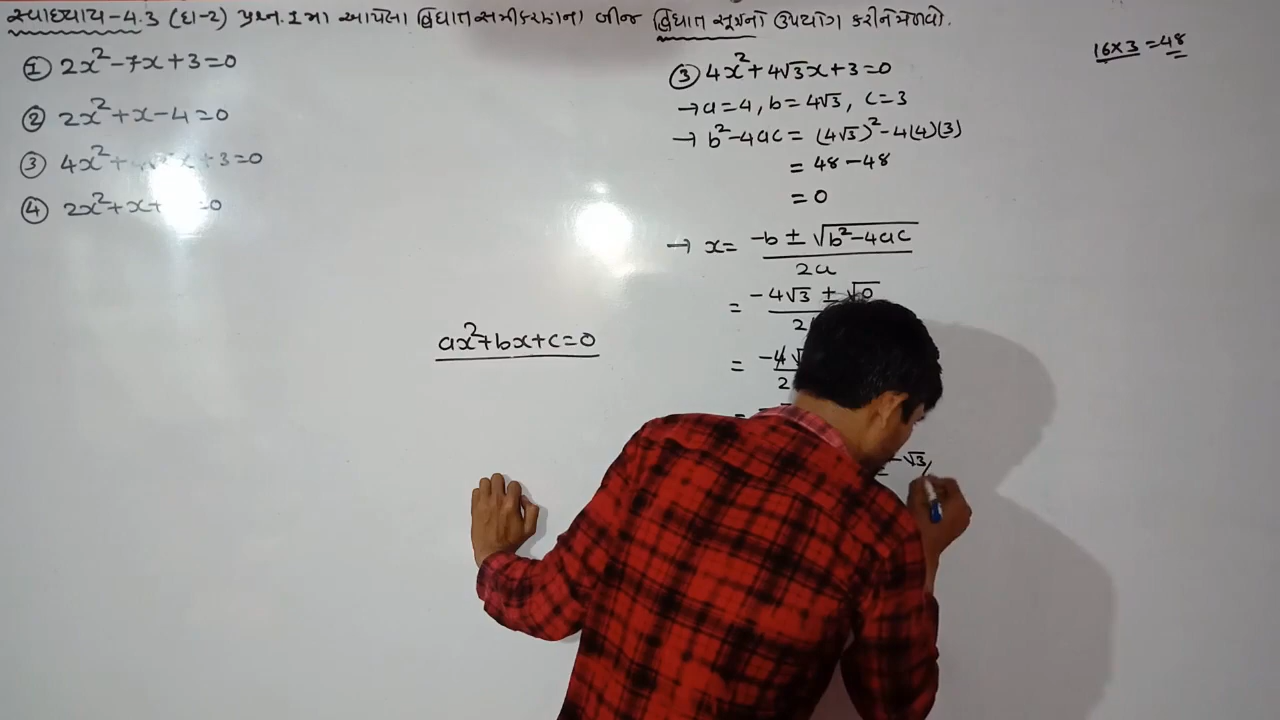 સ્વાધ્યાય-4.3 (દા-2) પ્રશ્ન.1માં આપેલા દ્વિઘાત સમીકરણોનાં બીજ દ્વિઘાત સૂત્રનો ઉપયોગ કરીને મેળવો.
① 2x²-7x+3=0
② 2x²+x-4=0
③ 4x²+4√3x+3=0
④ 2x²+x+ =0
ax²+bx+c=0
③ 4x²+4√3x+3=0
→ a=4, b=4√3, c=3
→ b²-4ac = (4√3)²-4(4)(3)
= 48-48
= 0
→ x= -b ± √b²-4ac / 2a
= -4√3 ± √0 / 2
= -4√ / 2
=
= -√3/
16×3=48